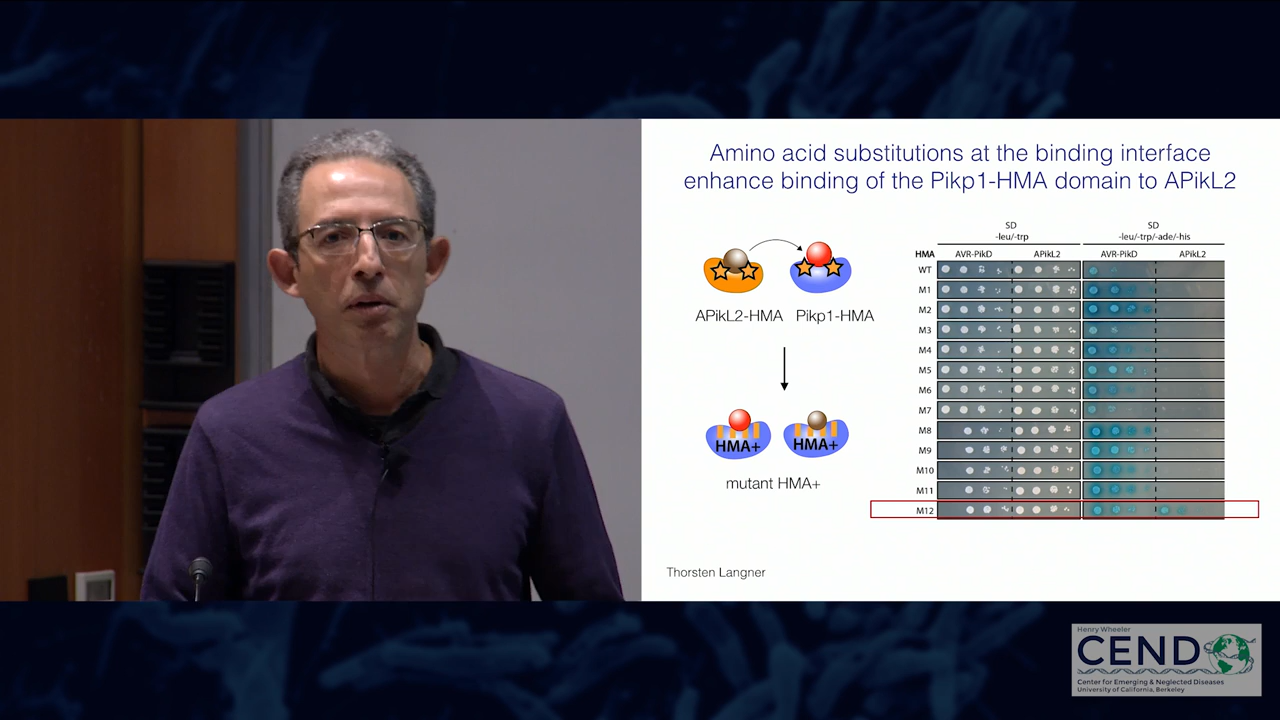 Amino acid substitutions at the binding interface
enhance binding of the Pikp1-HMA domain to APikL2
SD
-leu/-trp
SD
-leu/-trp/-ade/-his
HMA
AVR-PikD
APikL2
AVR-PikD
APikL2
WT
M1
M2
M3
M4
M5
M6
M7
M8
M9
M10
M11
M12
APikL2-HMA
Pikp1-HMA
HMA+
HMA+
mutant HMA+
Thorsten Langner
Henry Wheeler
CEND
Center for Emerging & Neglected Diseases
University of California, Berkeley